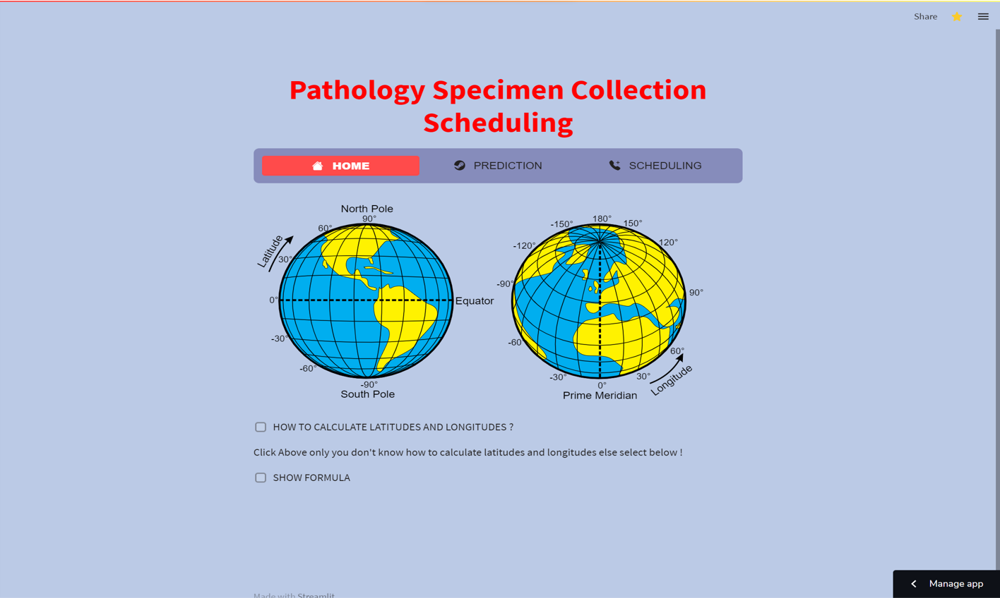 Share
Pathology Specimen Collection
Scheduling
HOME PREDICTION SCHEDULING
North Pole
90°
60°
Latitude
30°
0°
Equator
-30°
-60°
-90°
South Pole
180°
-150° 150°
-120° 120°
-90° 90°
-60
60°
-30° 30°
Longitude
0°
Prime Meridian
HOW TO CALCULATE LATITUDES AND LONGITUDES ?
Click Above only you don't know how to calculate latitudes and longitudes else select below !
SHOW FORMULA
Manage app
Made with Streamlit